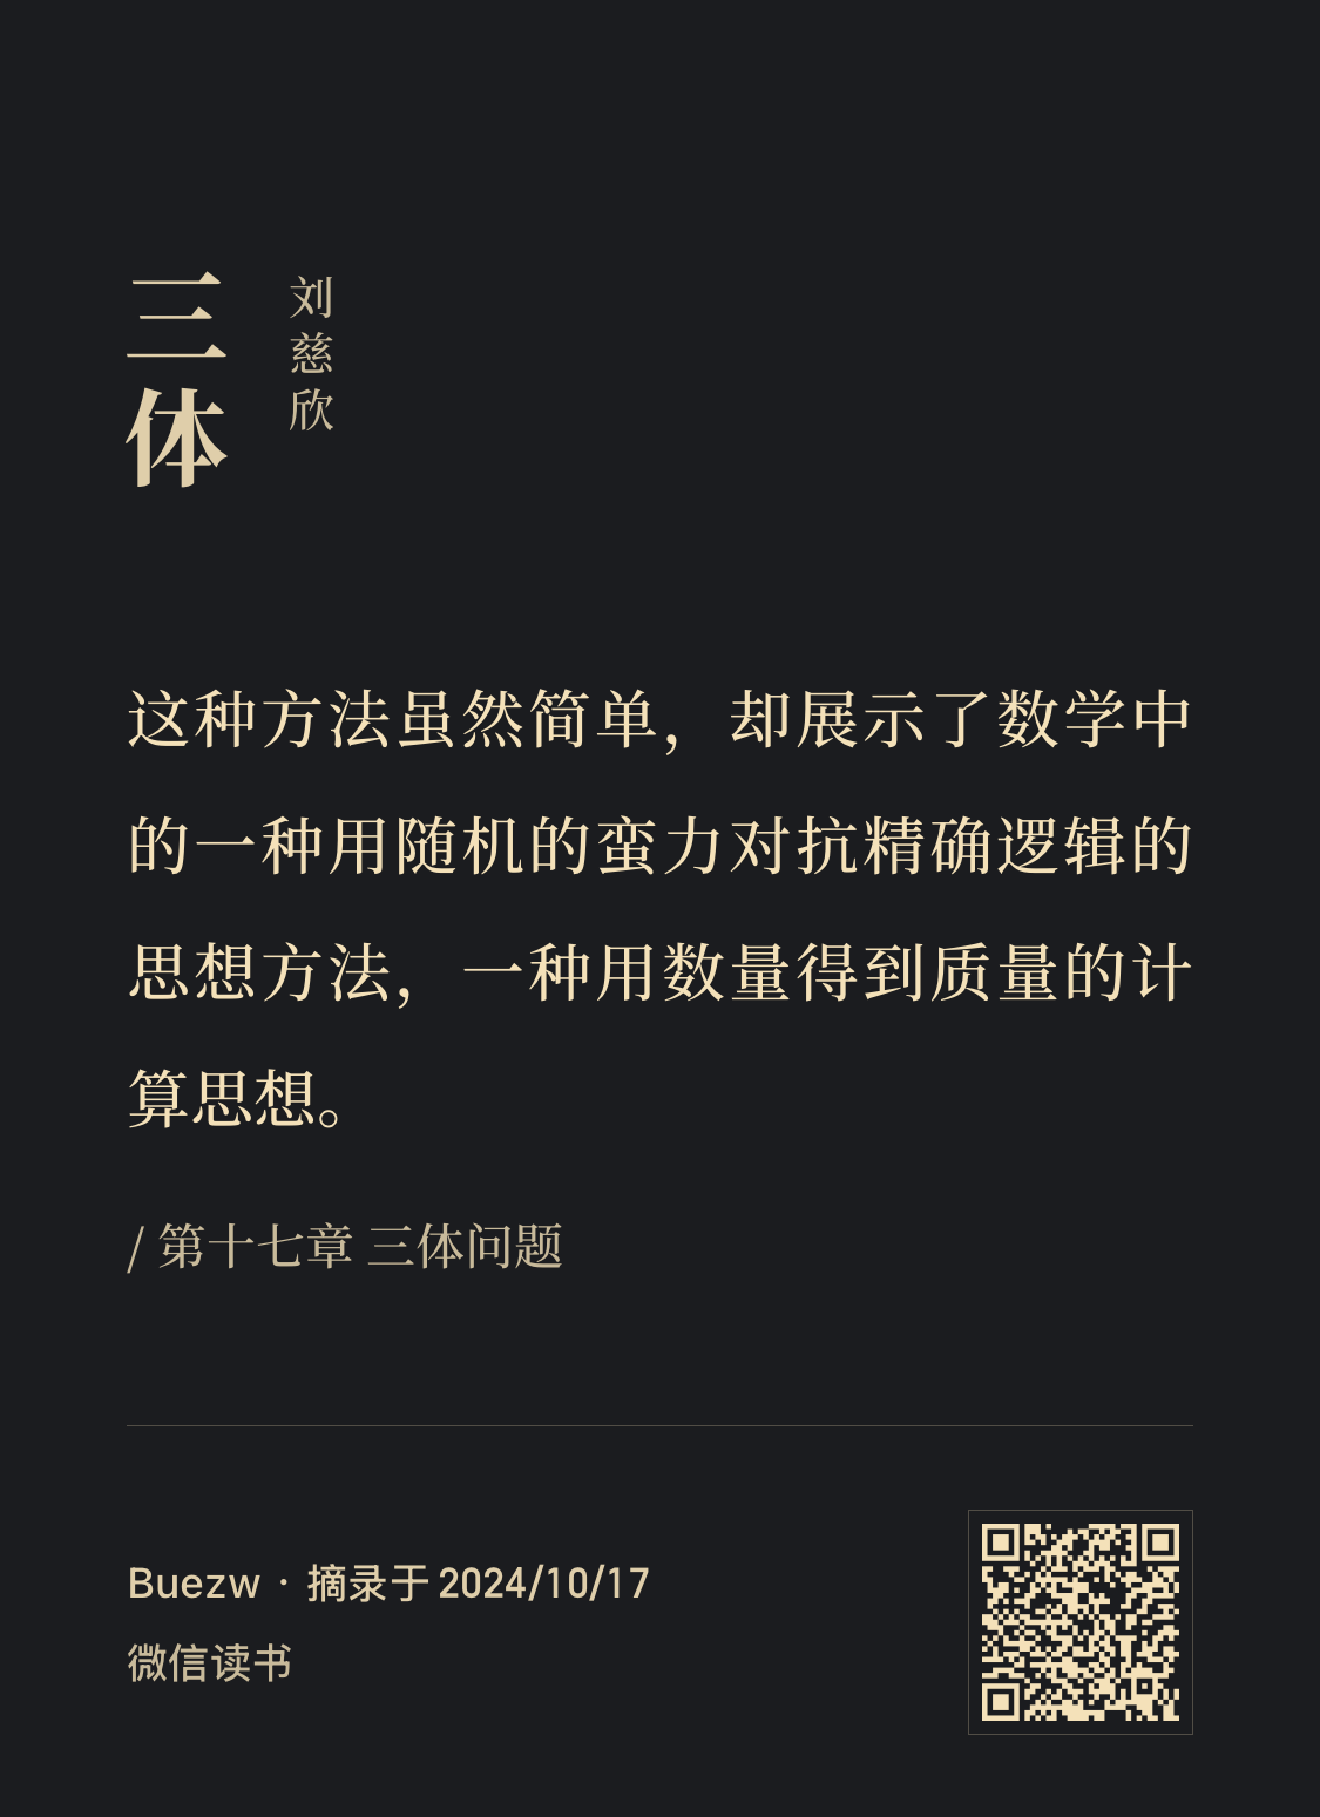 三体
刘慈欣
这种方法虽然简单，却展示了数学中
的一种用随机的蛮力对抗精确逻辑的
思想方法，一种用数量得到质量的计
算思想。
/ 第十七章 三体问题
Buezw · 摘录于 2024/10/17
微信读书